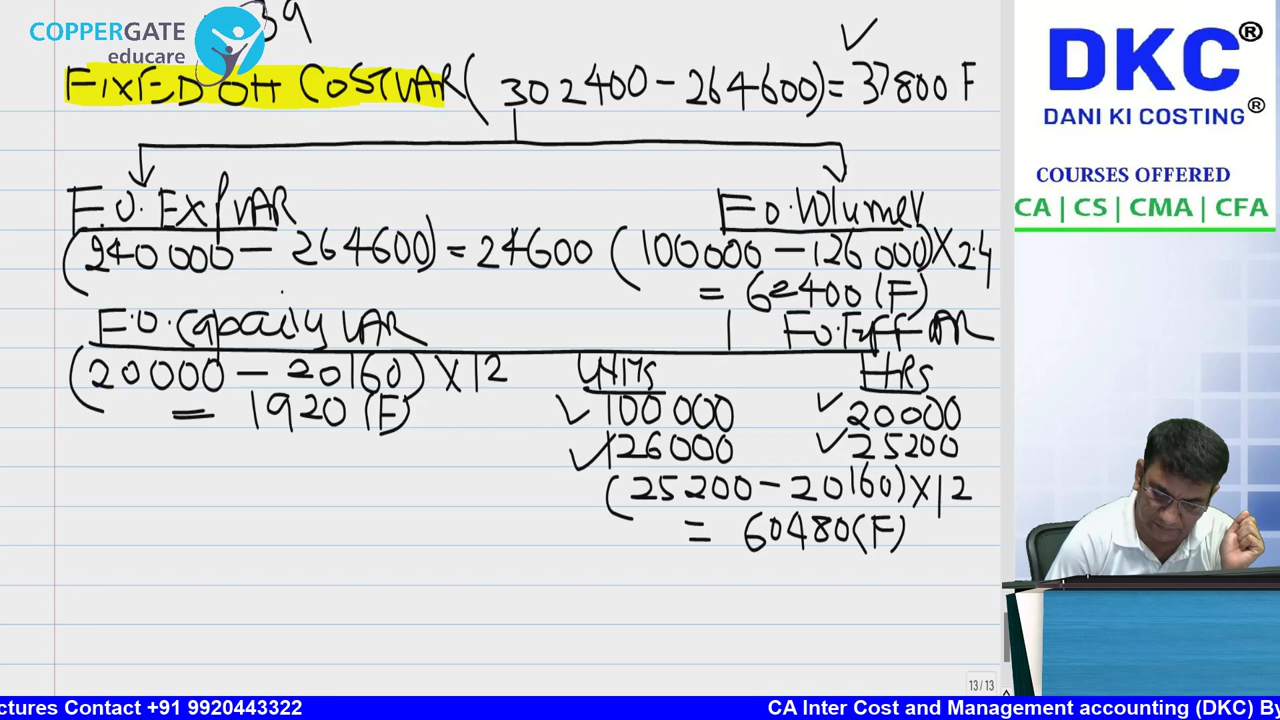 COPPERGATE
educare
39
FIXED OH COST VAR (302400 - 264600) = 37800 F
F.O. Exp VAR
(240000 - 264600) = 24600
F.O. Volume V
(100000 - 126000) X 2.4
= 62400 (F)
F.O. Capacity VAR
(20000 - 20160) X 12
= 1920 (F)
F.O. Eff VAR
UNITS HRS
100000 20000
126000 25200
(25200 - 20160) X 12
= 60480 (F)
13 / 13
DKC®
DANI KI COSTING®
COURSES OFFERED
CA | CS | CMA | CFA
ctures Contact +91 9920443322
CA Inter Cost and Management accounting (DKC) By